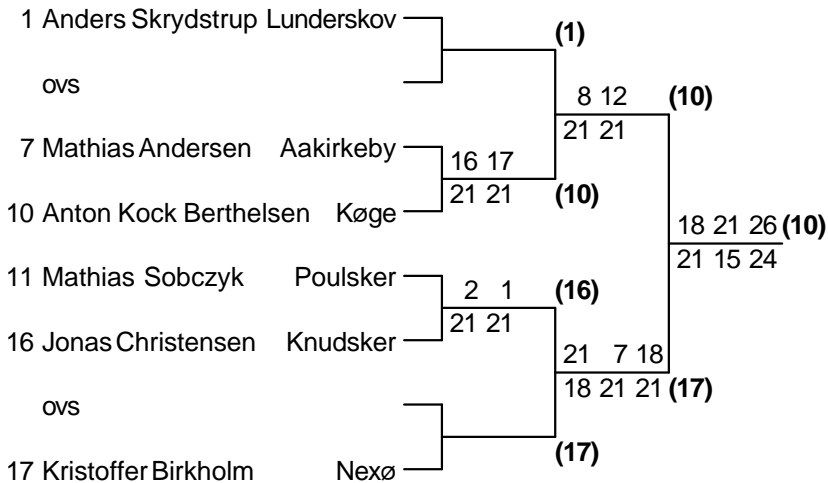 1 Anders Skrydstrup Lunderskov
(1)
ovs
8 12 (10)
21 21
7 Mathias Andersen Aakirkeby
16 17
21 21 (10)
10 Anton Kock Berthelsen Køge
18 21 26 (10)
21 15 24
11 Mathias Sobczyk Poulsker
2 1 (16)
21 21
16 Jonas Christensen Knudsker
21 7 18
18 21 21 (17)
ovs
(17)
17 Kristoffer Birkholm Nexø